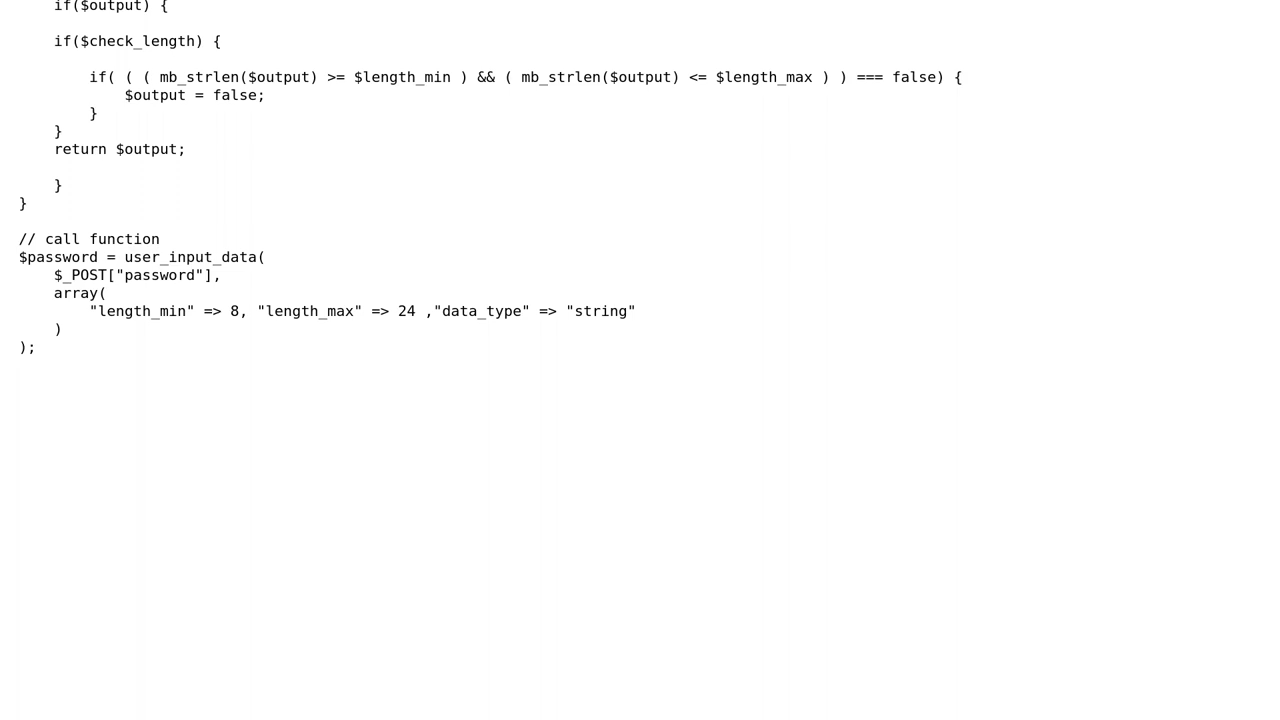 if($output) {
if($check_length) {
if( ( ( mb_strlen($output) >= $length_min ) && ( mb_strlen($output) <= $length_max ) ) === false) {
$output = false;
}
}
return $output;
}
}
// call function
$password = user_input_data(
$_POST["password"],
array(
"length_min" => 8, "length_max" => 24 ,"data_type" => "string"
)
);